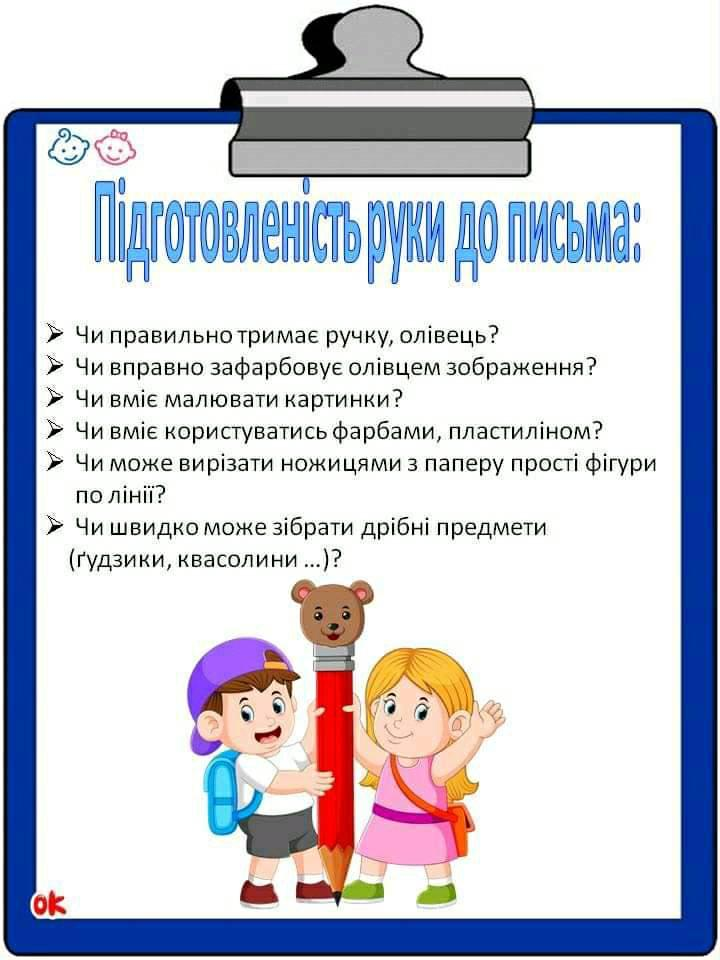 Підготовленість руки до письма:
➢ Чи правильно тримає ручку, олівець?
➢ Чи вправно зафарбовує олівцем зображення?
➢ Чи вміє малювати картинки?
➢ Чи вміє користуватись фарбами, пластиліном?
➢ Чи може вирізати ножицями з паперу прості фігури
по лінії?
➢ Чи швидко може зібрати дрібні предмети
(ґудзики, квасолини ...)?
ok